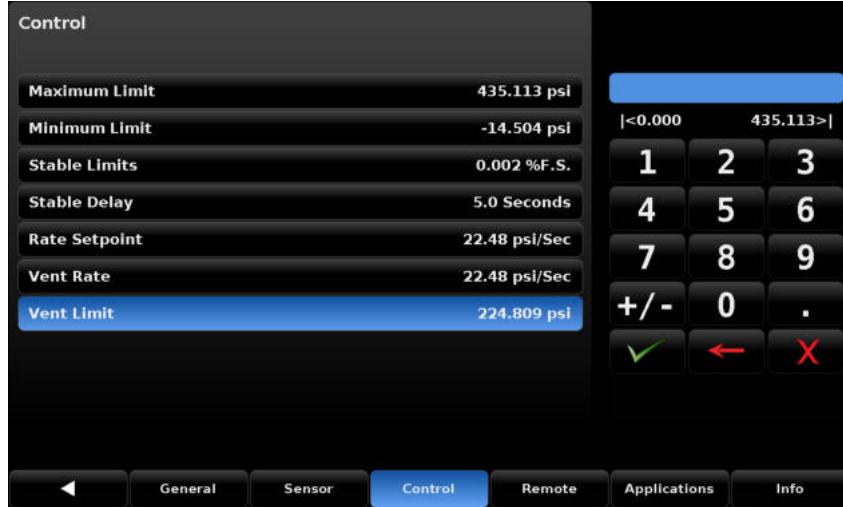 Control
Maximum Limit 435.113 psi
Minimum Limit -14.504 psi
Stable Limits 0.002 %F.S.
Stable Delay 5.0 Seconds
Rate Setpoint 22.48 psi/Sec
Vent Rate 22.48 psi/Sec
Vent Limit 224.809 psi
|<0.000 435.113>|
1 2 3
4 5 6
7 8 9
+/- 0 .
X
General Sensor Control Remote Applications Info